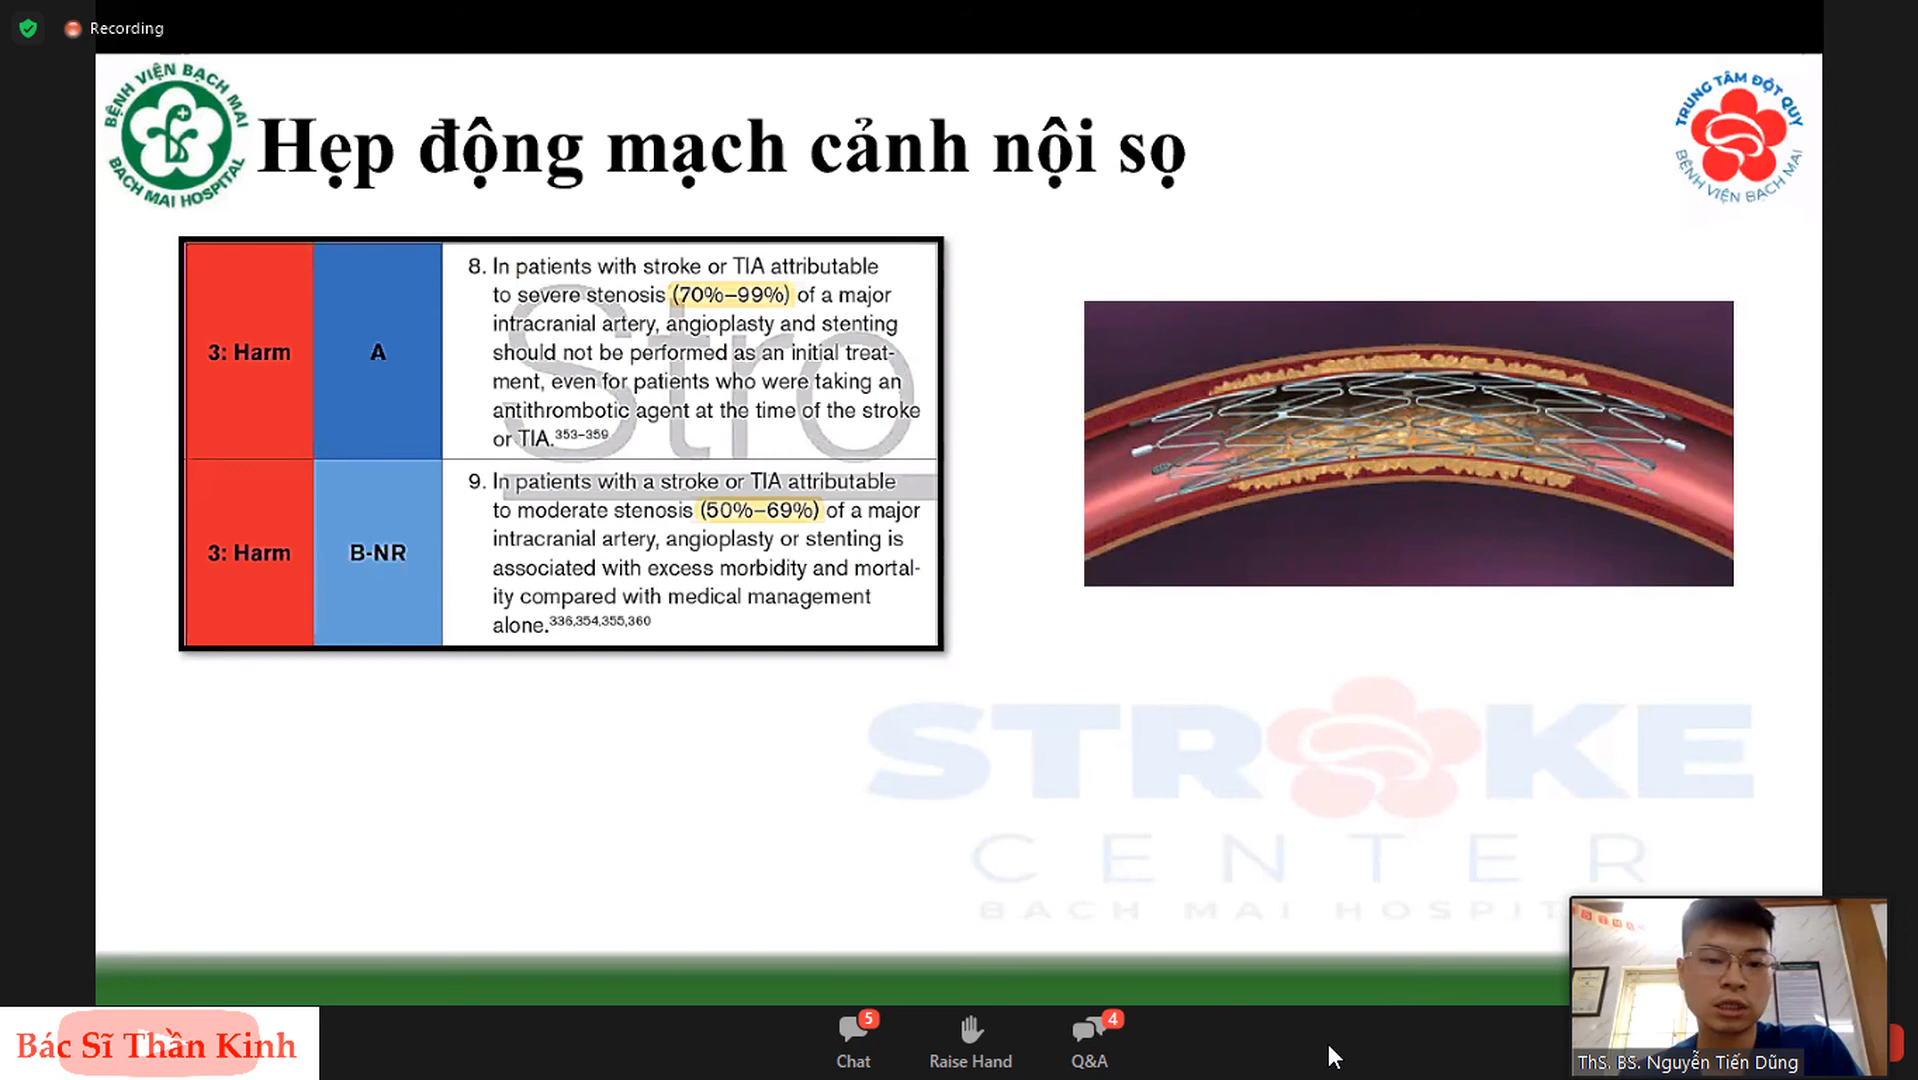 Recording
BỆNH VIỆN BẠCH MAI
BACH MAI HOSPITAL
Hẹp động mạch cảnh nội sọ
TRUNG TÂM ĐỘT QUỴ
BỆNH VIỆN BẠCH MAI
3: Harm
A
8. In patients with stroke or TIA attributable
to severe stenosis (70%–99%) of a major
intracranial artery, angioplasty and stenting
should not be performed as an initial treat-
ment, even for patients who were taking an
antithrombotic agent at the time of the stroke
or TIA.353–359
Stro
3: Harm
B-NR
9. In patients with a stroke or TIA attributable
to moderate stenosis (50%–69%) of a major
intracranial artery, angioplasty or stenting is
associated with excess morbidity and mortal-
ity compared with medical management
alone.336,354,355,360
STROKE
CENTER
BACH MAI HOSPIT
Bác Sĩ Thần Kinh
5
Chat
Raise Hand
4
Q&A
ThS. BS. Nguyễn Tiến Dũng